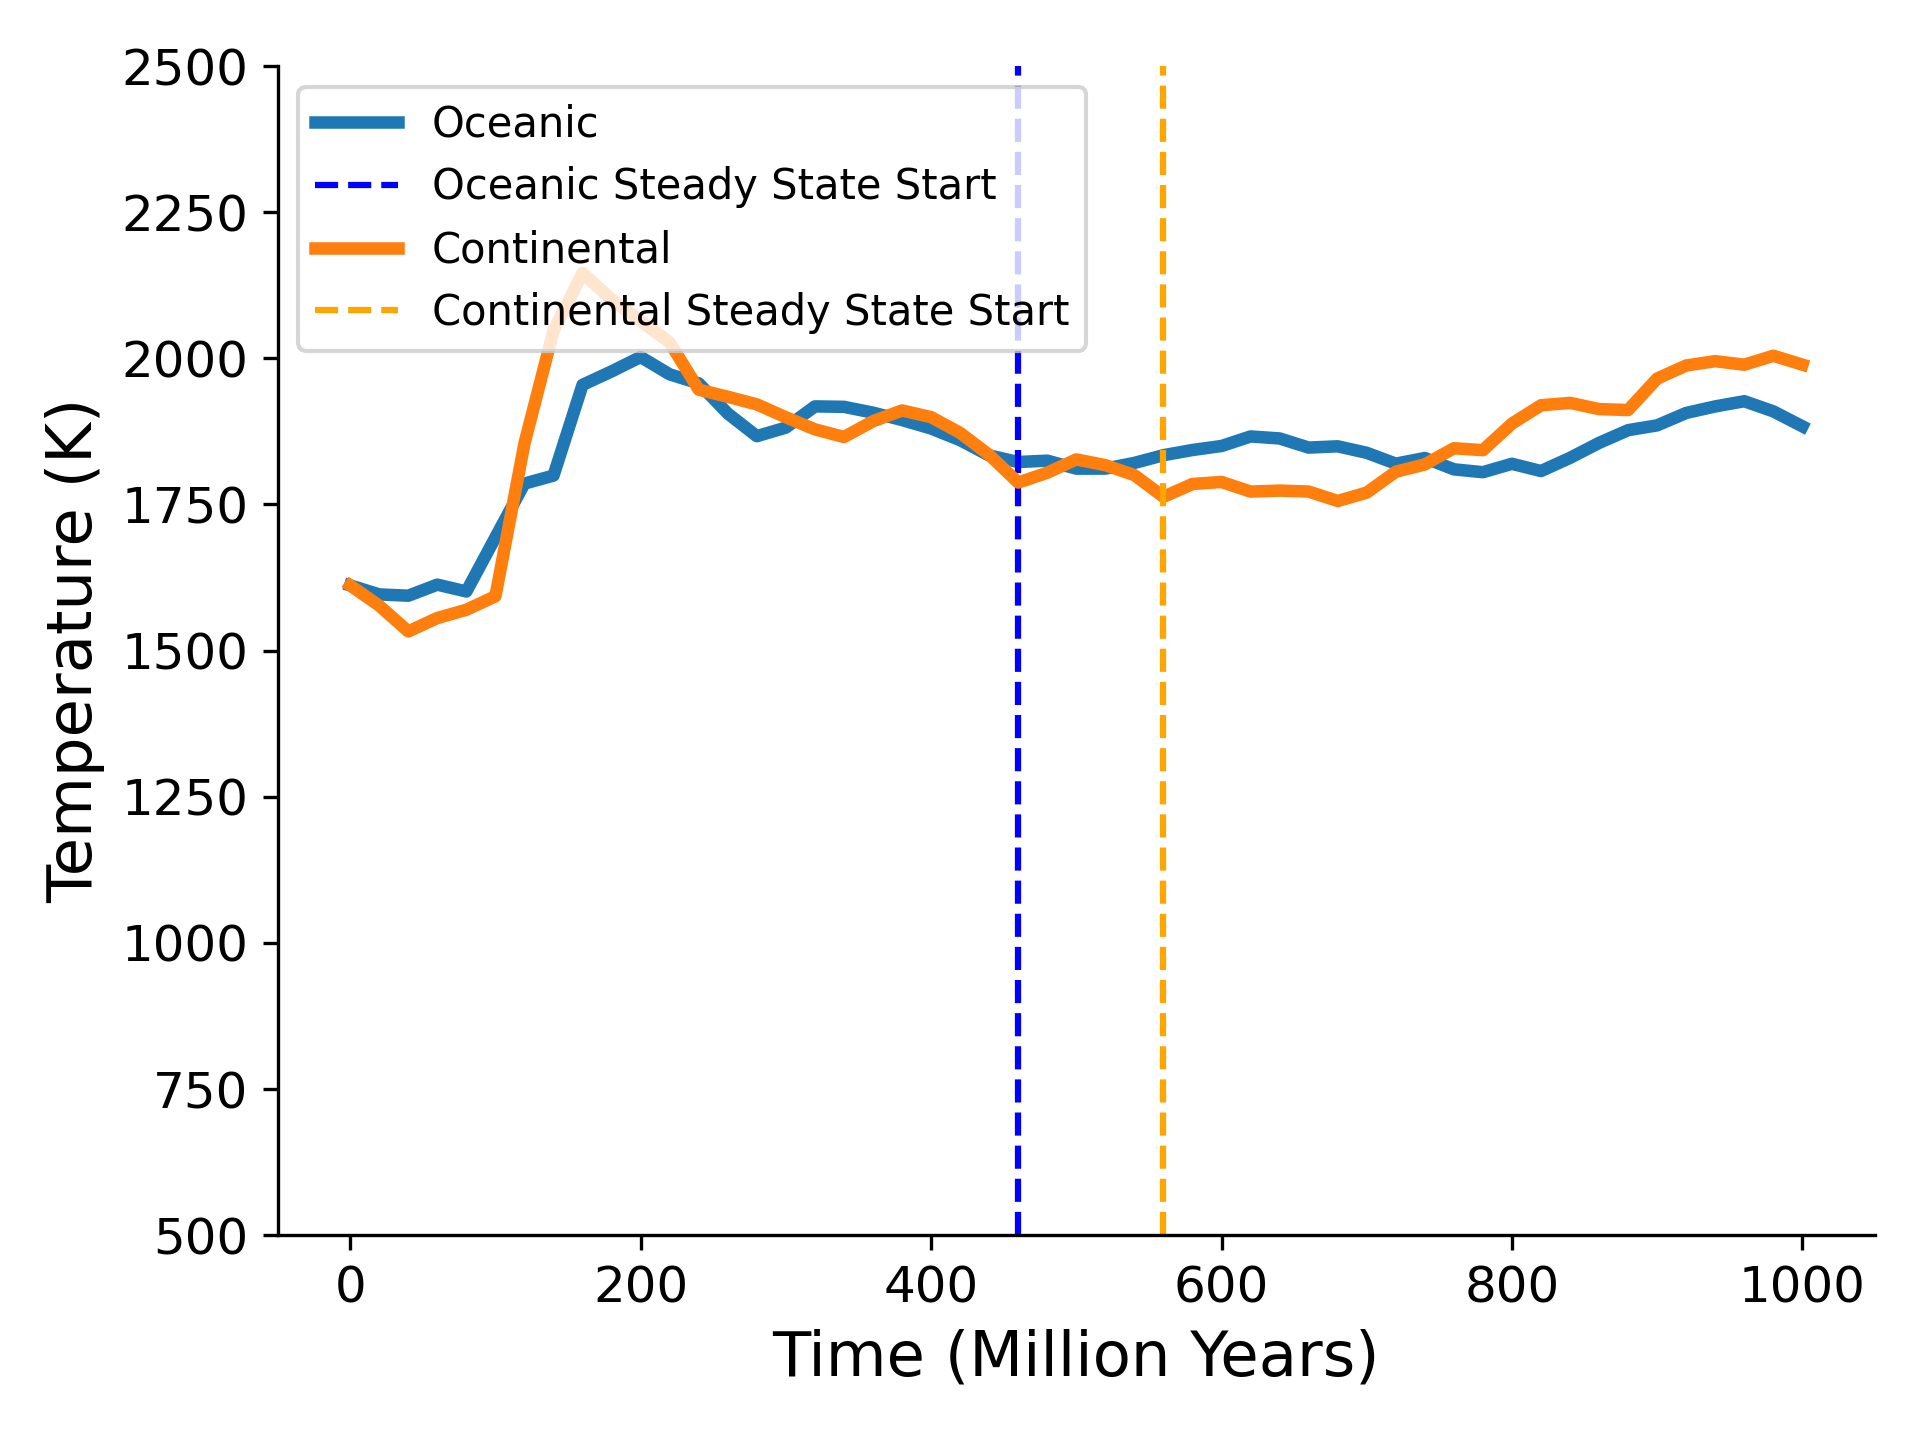 2500
2250
2000
1750
1500
1250
1000
750
500
Temperature (K)
Oceanic
Oceanic Steady State Start
Continental
Continental Steady State Start
0 200 400 600 800 1000
Time (Million Years)